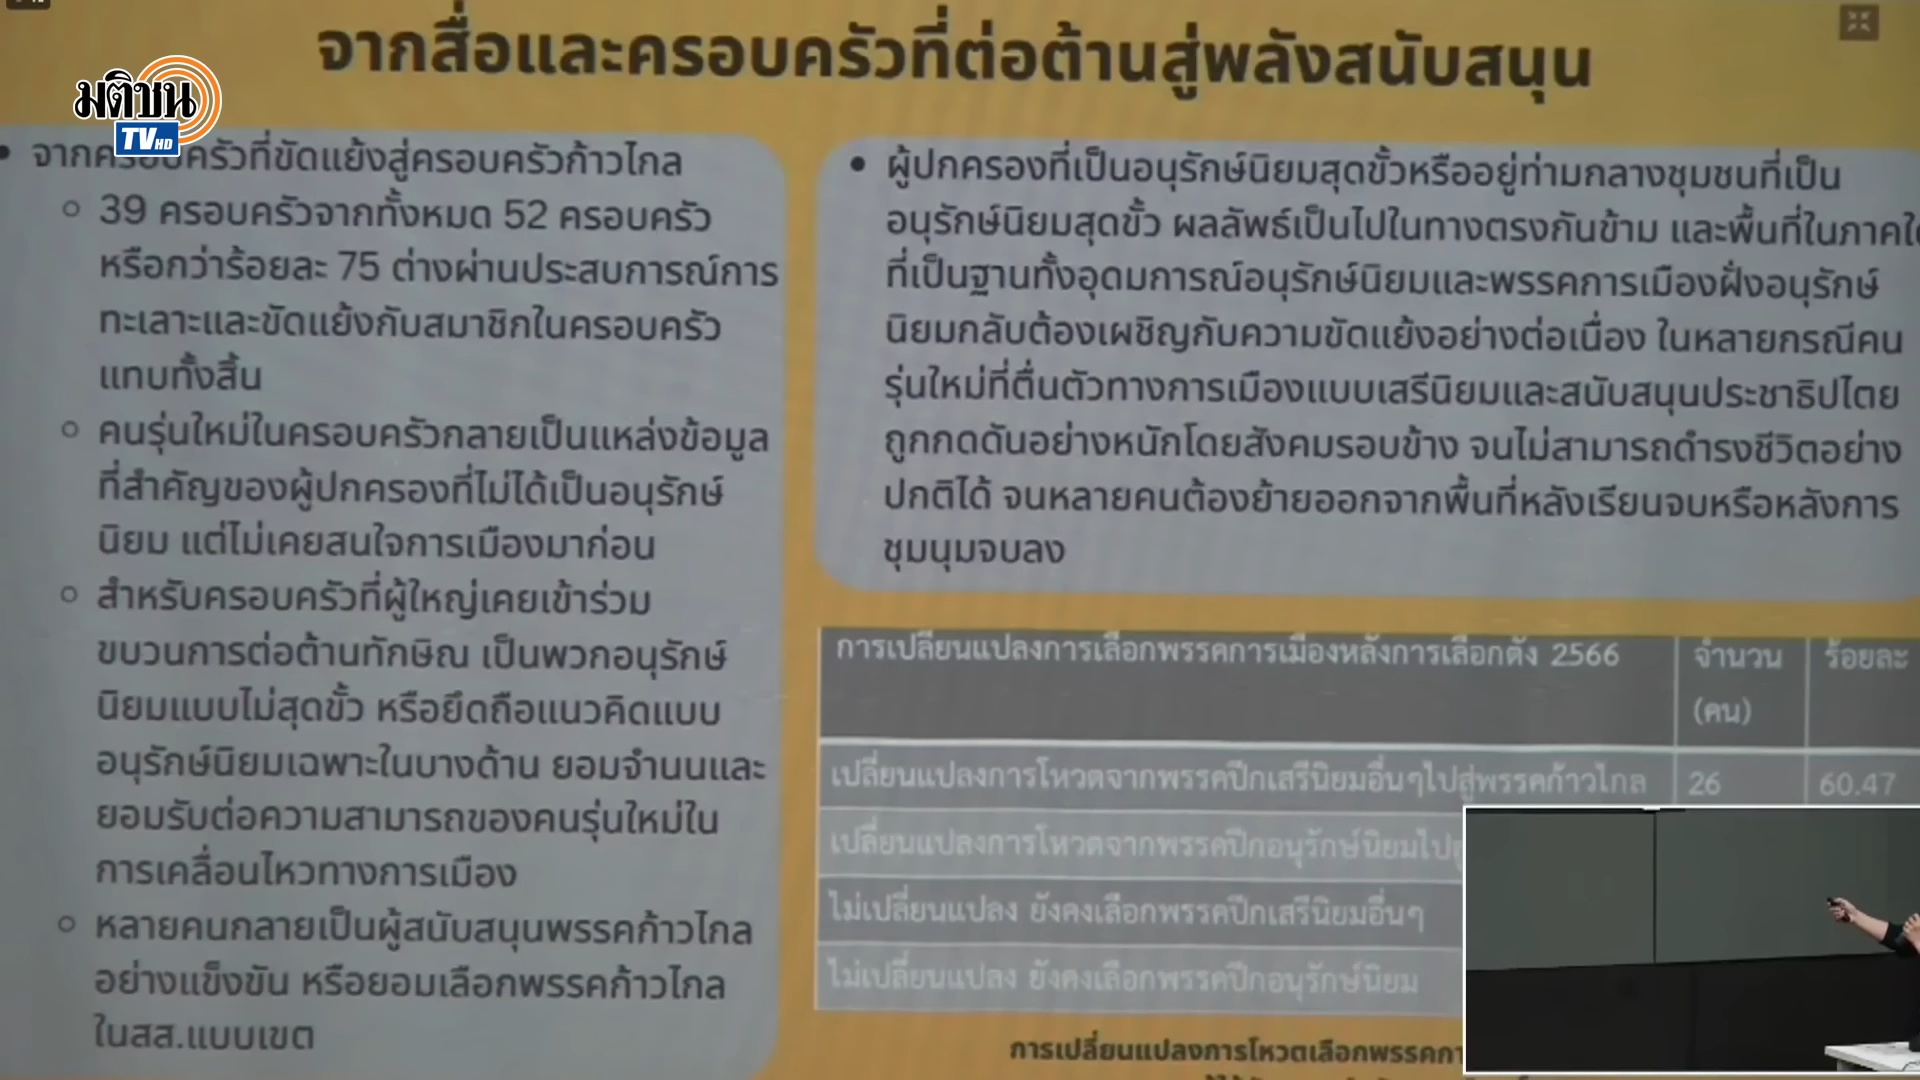 จากสื่อและครอบครัวที่ต่อต้านสู่พลังสนับสนุน
มติชน
TV HD
• จากครอบครัวที่ขัดแย้งสู่ครอบครัวก้าวไกล
○ 39 ครอบครัวจากทั้งหมด 52 ครอบครัว
หรือกว่าร้อยละ 75 ต่างผ่านประสบการณ์การ
ทะเลาะและขัดแย้งกับสมาชิกในครอบครัว
แทบทั้งสิ้น
○ คนรุ่นใหม่ในครอบครัวกลายเป็นแหล่งข้อมูล
ที่สำคัญของผู้ปกครองที่ไม่ได้เป็นอนุรักษ์
นิยม แต่ไม่เคยสนใจการเมืองมาก่อน
○ สำหรับครอบครัวที่ผู้ใหญ่เคยเข้าร่วม
ขบวนการต่อต้านทักษิณ เป็นพวกอนุรักษ์
นิยมแบบไม่สุดขั้ว หรือยึดถือแนวคิดแบบ
อนุรักษ์นิยมเฉพาะในบางด้าน ยอมจำนนและ
ยอมรับต่อความสามารถของคนรุ่นใหม่ใน
การเคลื่อนไหวทางการเมือง
○ หลายคนกลายเป็นผู้สนับสนุนพรรคก้าวไกล
อย่างแข็งขัน หรือยอมเลือกพรรคก้าวไกล
ในสส.แบบเขต
• ผู้ปกครองที่เป็นอนุรักษ์นิยมสุดขั้วหรืออยู่ท่ามกลางชุมชนที่เป็น
อนุรักษ์นิยมสุดขั้ว ผลลัพธ์เป็นไปในทางตรงกันข้าม และพื้นที่ในภาคใ
ที่เป็นฐานทั้งอุดมการณ์อนุรักษ์นิยมและพรรคการเมืองฝั่งอนุรักษ์
นิยมกลับต้องเผชิญกับความขัดแย้งอย่างต่อเนื่อง ในหลายกรณีคน
รุ่นใหม่ที่ตื่นตัวทางการเมืองแบบเสรีนิยมและสนับสนุนประชาธิปไตย
ถูกกดดันอย่างหนักโดยสังคมรอบข้าง จนไม่สามารถดำรงชีวิตอย่าง
ปกติได้ จนหลายคนต้องย้ายออกจากพื้นที่หลังเรียนจบหรือหลังการ
ชุมนุมจบลง
การเปลี่ยนแปลงการเลือกพรรคการเมืองหลังการเลือกตั้ง 2566 จำนวน (คน) ร้อยละ
เปลี่ยนแปลงการโหวตจากพรรคปีกเสรีนิยมอื่นๆไปสู่พรรคก้าวไกล 26 60.47
เปลี่ยนแปลงการโหวตจากพรรคปีกอนุรักษ์นิยมไป
ไม่เปลี่ยนแปลง ยังคงเลือกพรรคปีกเสรีนิยมอื่นๆ
ไม่เปลี่ยนแปลง ยังคงเลือกพรรคปีกอนุรักษ์นิยม
การเปลี่ยนแปลงการโหวตเลือกพรรคกา